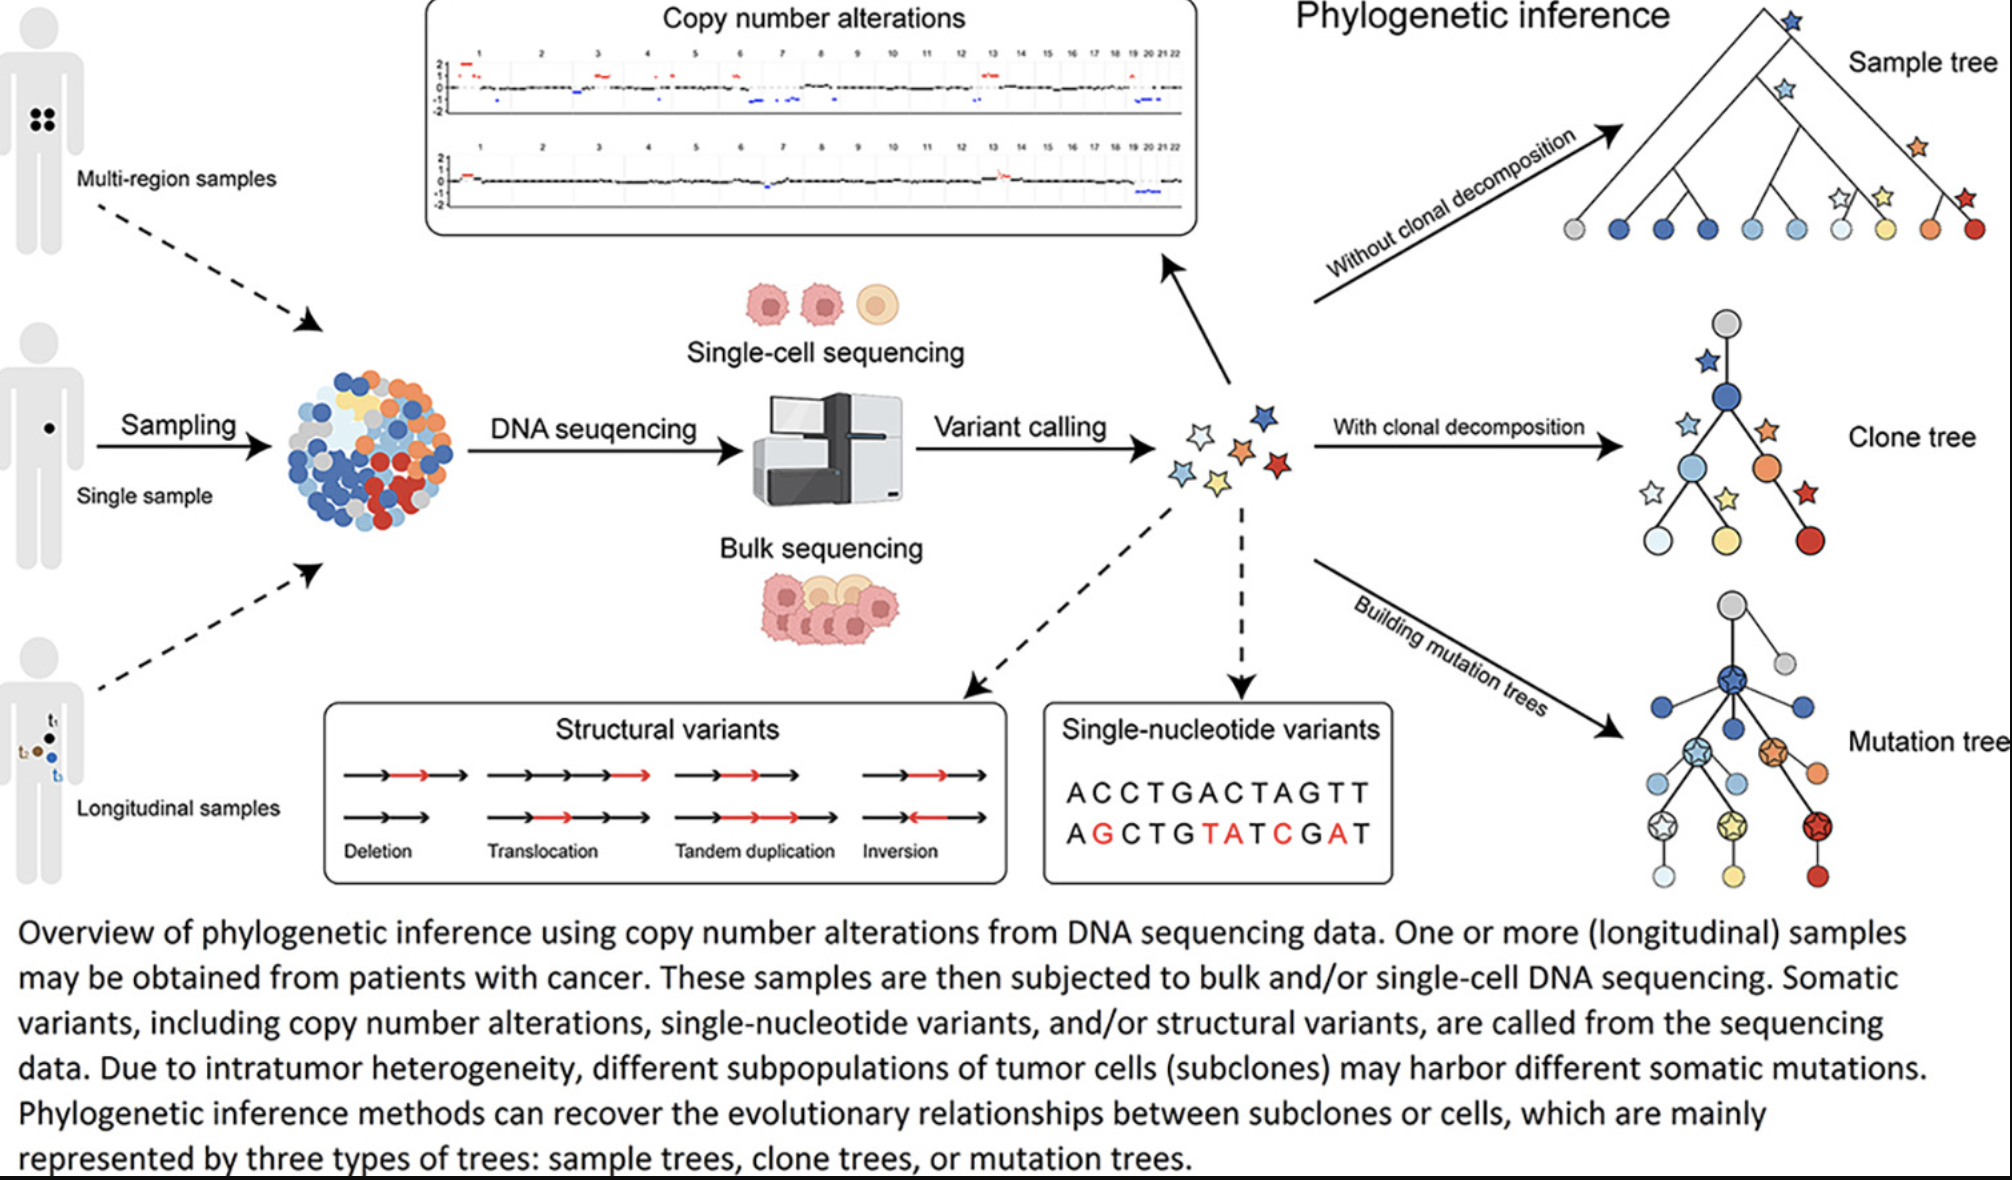 Copy number alterations
Phylogenetic inference
1 2 3 4 5 6 7 8 9 10 11 12 13 14 15 16 17 18 19 20 21 22
2
1
0
-1
-2
1 2 3 4 5 6 7 8 9 10 11 12 13 14 15 16 17 18 19 20 21 22
2
1
0
-1
-2
Sample tree
Multi-region samples
Without clonal decomposition
Single-cell sequencing
Sampling
DNA seuqencing
Variant calling
With clonal decomposition
Clone tree
Single sample
Bulk sequencing
Building mutation trees
t₁
t₂
t₃
Longitudinal samples
Structural variants
Deletion
Translocation
Tandem duplication
Inversion
Single-nucleotide variants
ACCTGACTAGTT
AGCTGTATCGAT
Mutation tree
Overview of phylogenetic inference using copy number alterations from DNA sequencing data. One or more (longitudinal) samples
may be obtained from patients with cancer. These samples are then subjected to bulk and/or single-cell DNA sequencing. Somatic
variants, including copy number alterations, single-nucleotide variants, and/or structural variants, are called from the sequencing
data. Due to intratumor heterogeneity, different subpopulations of tumor cells (subclones) may harbor different somatic mutations.
Phylogenetic inference methods can recover the evolutionary relationships between subclones or cells, which are mainly
represented by three types of trees: sample trees, clone trees, or mutation trees.